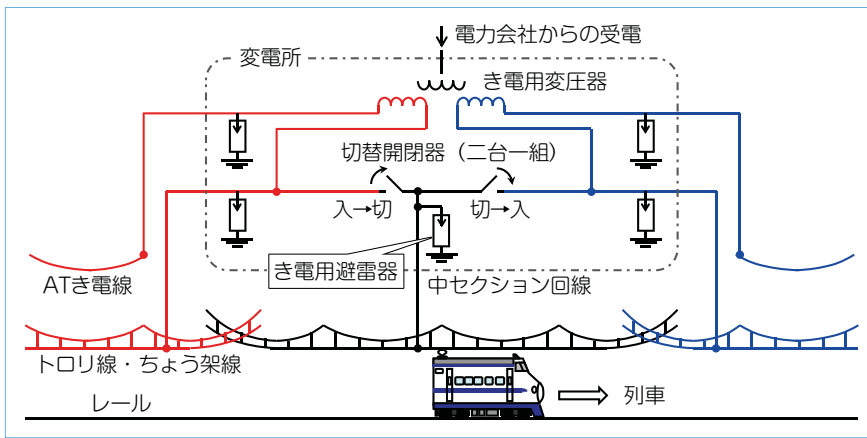 電力会社からの受電
変電所
き電用変圧器
切替開閉器（二台一組）
入→切
切→入
き電用避雷器
ATき電線
中セクション回線
トロリ線・ちょう架線
レール
列車